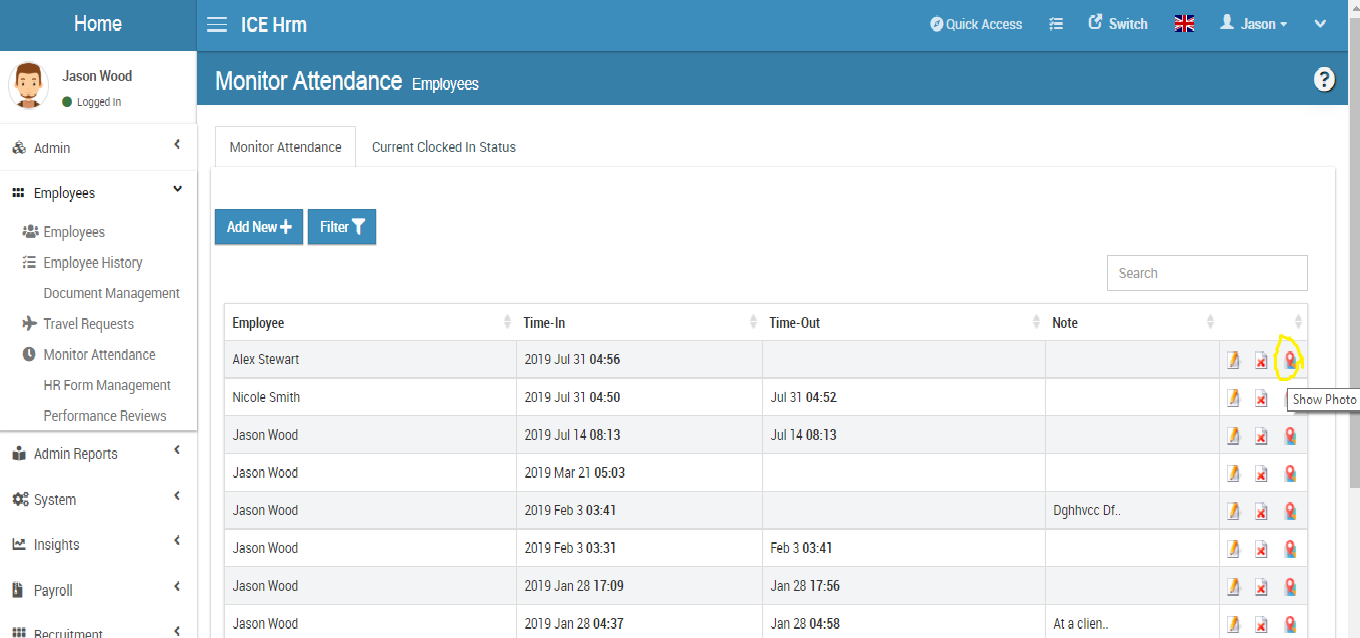 Home
ICE Hrm
Quick Access
Switch
Jason
Jason Wood
Logged In
Monitor Attendance Employees
?
Admin
Employees
Employees
Employee History
Document Management
Travel Requests
Monitor Attendance
HR Form Management
Performance Reviews
Admin Reports
System
Insights
Payroll
Recruitment
Monitor Attendance
Current Clocked In Status
Add New
Filter
Search
Employee Time-In Time-Out Note
Alex Stewart 2019 Jul 31 04:56
Nicole Smith 2019 Jul 31 04:50 Jul 31 04:52
Show Photo
Jason Wood 2019 Jul 14 08:13 Jul 14 08:13
Jason Wood 2019 Mar 21 05:03
Jason Wood 2019 Feb 3 03:41 Dghhvcc Df..
Jason Wood 2019 Feb 3 03:31 Feb 3 03:41
Jason Wood 2019 Jan 28 17:09 Jan 28 17:56
Jason Wood 2019 Jan 28 04:37 Jan 28 04:58 At a clien..